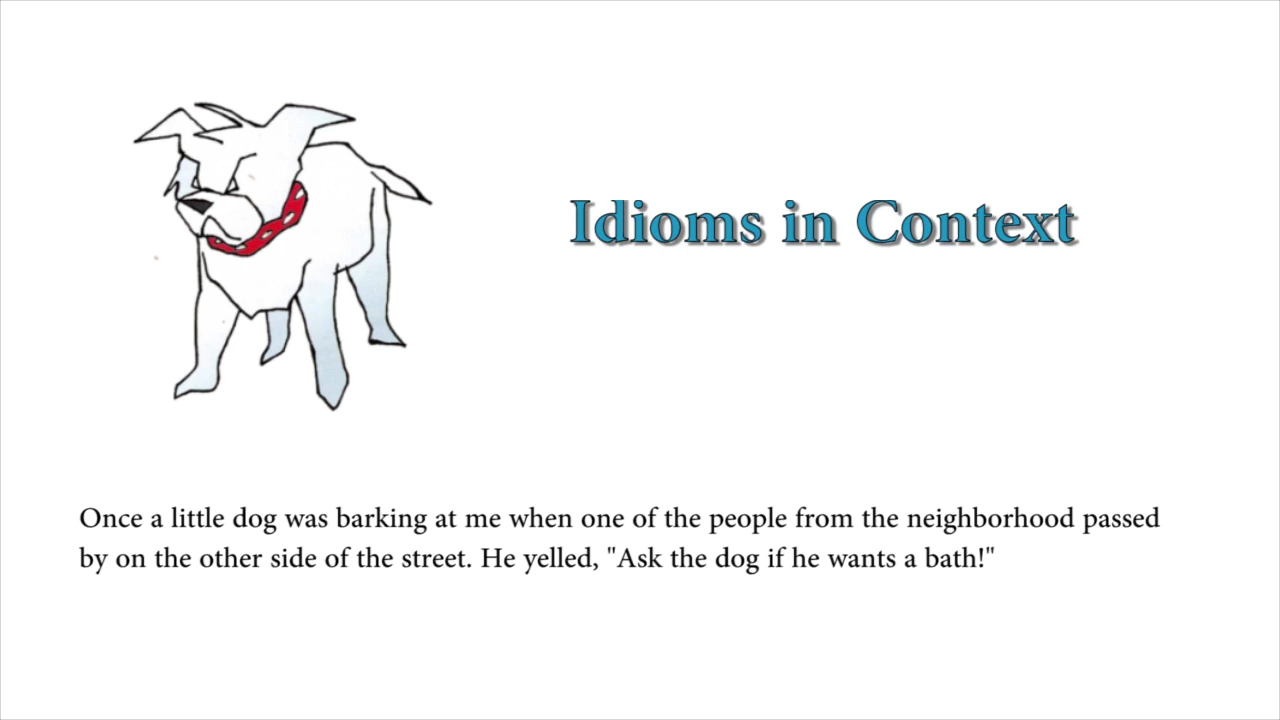 Idioms in Context
Once a little dog was barking at me when one of the people from the neighborhood passed
by on the other side of the street. He yelled, "Ask the dog if he wants a bath!"